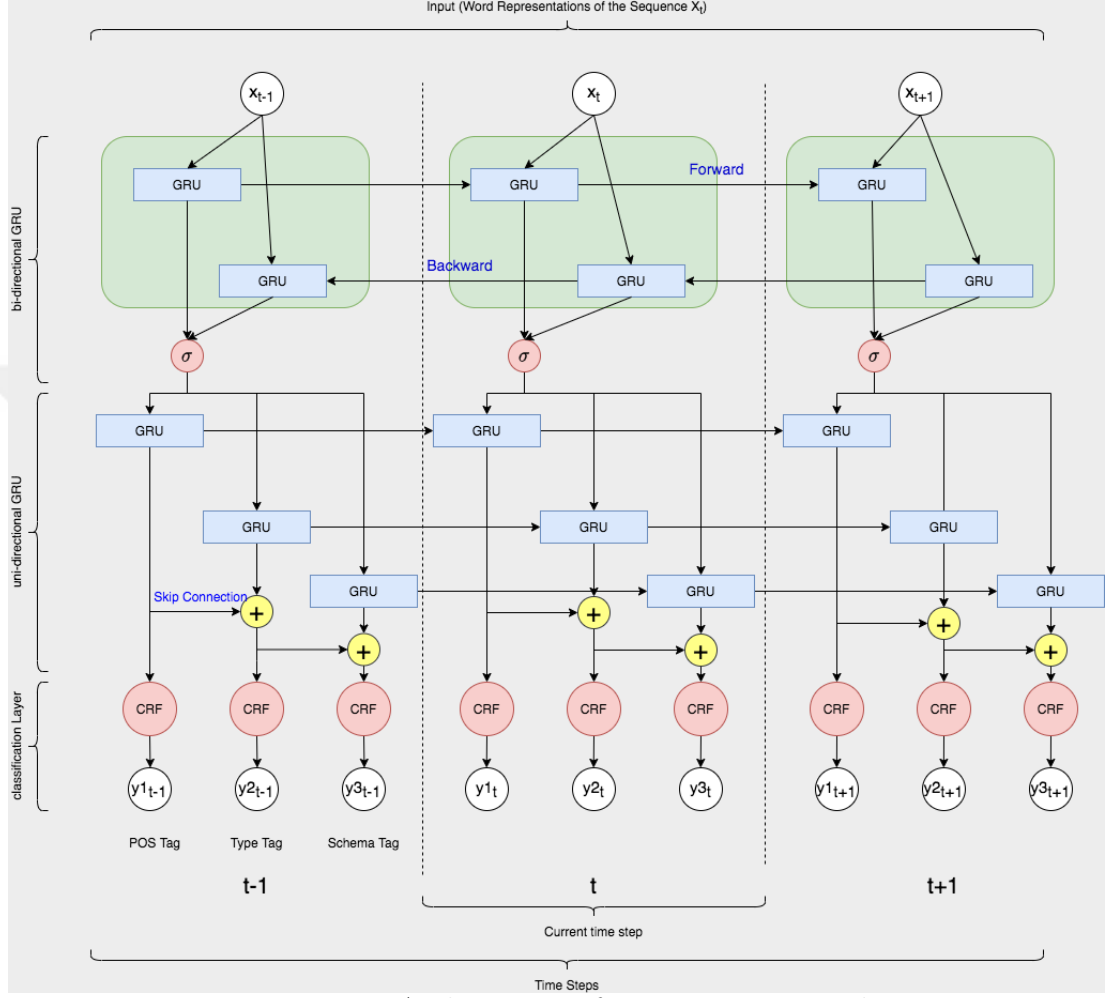 Input (Word Representations of the Sequence Xt)
xt-1 xt xt+1
GRU GRU Forward GRU
bi-directional GRU
Backward
GRU GRU GRU
σ σ σ
GRU GRU GRU
uni-directional GRU
GRU GRU GRU
GRU GRU GRU
Skip Connection + + +
+ + +
classification Layer
CRF CRF CRF CRF CRF CRF CRF CRF CRF
y1t-1 y2t-1 y3t-1 y1t y2t y3t y1t+1 y2t+1 y3t+1
POS Tag Type Tag Schema Tag
t-1 t t+1
Current time step
Time Steps